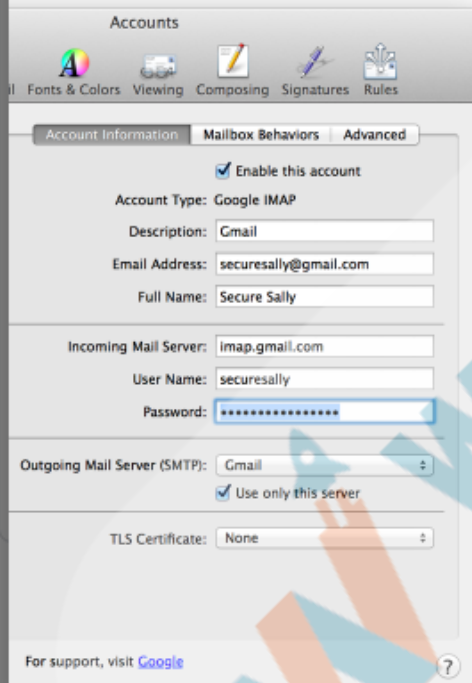 Accounts
Fonts & Colors Viewing Composing Signatures Rules
Account Information Mailbox Behaviors Advanced
Enable this account
Account Type: Google IMAP
Description: Gmail
Email Address: securesally@gmail.com
Full Name: Secure Sally
Incoming Mail Server: imap.gmail.com
User Name: securesally
Password: ••••••••••••••••
Outgoing Mail Server (SMTP): Gmail
Use only this server
TLS Certificate: None
For support, visit Google
?